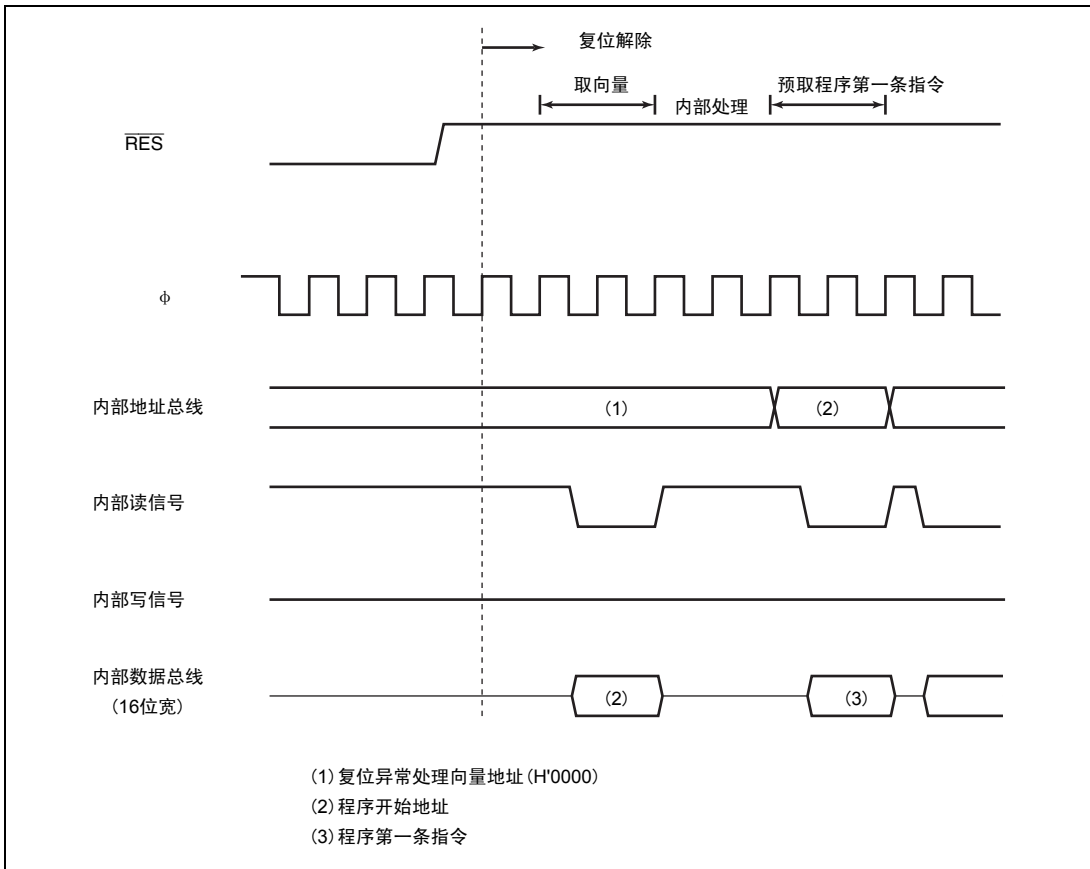 复位解除
取向量
预取程序第一条指令
内部处理
RES
φ
内部地址总线
(1)
(2)
内部读信号
内部写信号
内部数据总线
(16位宽)
(2)
(3)
(1)复位异常处理向量地址(H'0000)
(2)程序开始地址
(3)程序第一条指令